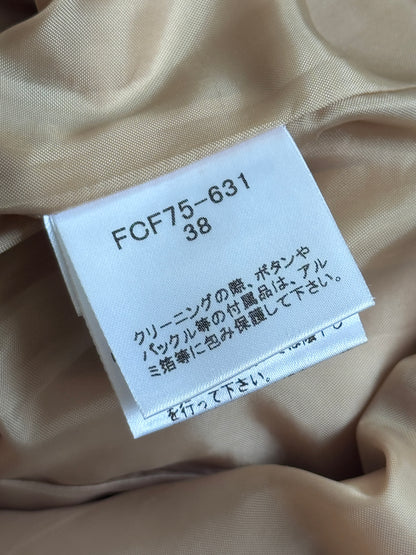 FCF75-631
38
クリーニングの際、ボタンや
バックル等の付属品は、アル
ミ箔等に包み保護して下さい。
を行って下さい。